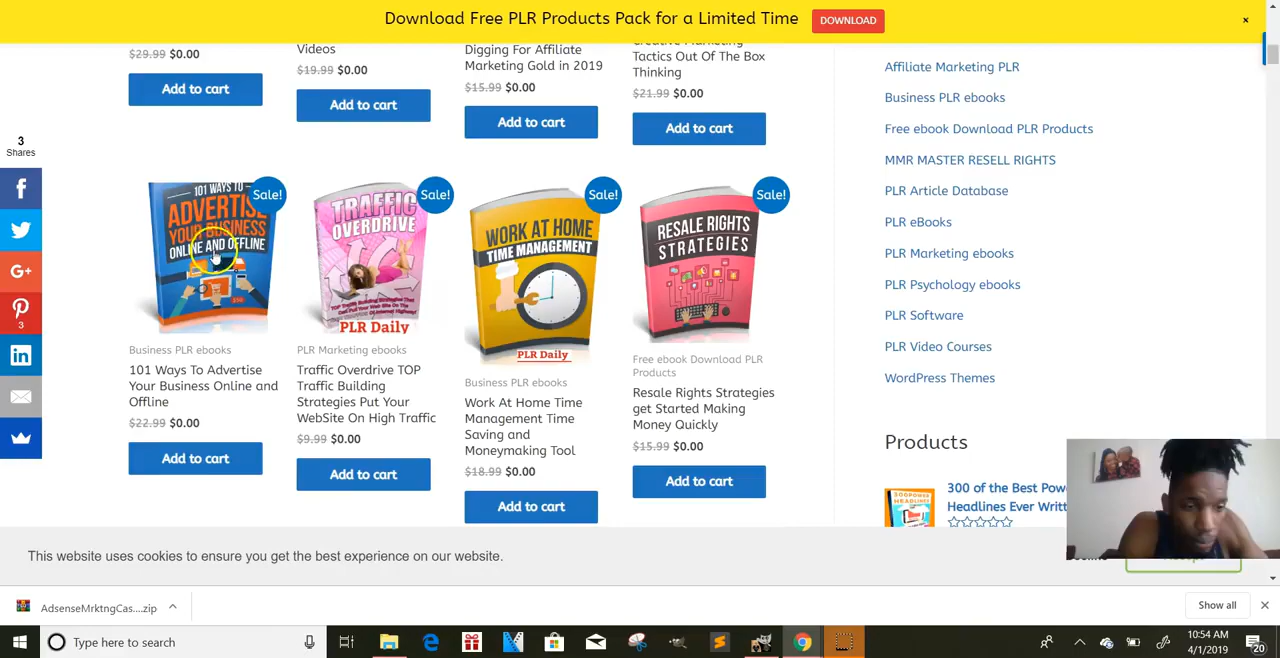 Download Free PLR Products Pack for a Limited Time
DOWNLOAD
×
$29.99 $0.00
Add to cart
Videos
$19.99 $0.00
Add to cart
Digging For Affiliate
Marketing Gold in 2019
$15.99 $0.00
Add to cart
Creative Marketing
Tactics Out Of The Box
Thinking
$21.99 $0.00
Add to cart
3
Shares
3
Sale!
101 WAYS TO
ADVERTISE
YOUR BUSINESS
ONLINE AND OFFLINE
Business PLR ebooks
101 Ways To Advertise
Your Business Online and
Offline
$22.99 $0.00
Add to cart
Sale!
TRAFFIC
OVERDRIVE
PLR Daily
PLR Marketing ebooks
Traffic Overdrive TOP
Traffic Building
Strategies Put Your
WebSite On High Traffic
$9.99 $0.00
Add to cart
Sale!
WORK AT HOME
TIME MANAGEMENT
PLR Daily
Business PLR ebooks
Work At Home Time
Management Time
Saving and
Moneymaking Tool
$18.99 $0.00
Add to cart
Sale!
RESALE RIGHTS
STRATEGIES
Free ebook Download PLR
Products
Resale Rights Strategies
get Started Making
Money Quickly
$15.99 $0.00
Add to cart
Affiliate Marketing PLR
Business PLR ebooks
Free ebook Download PLR Products
MMR MASTER RESELL RIGHTS
PLR Article Database
PLR eBooks
PLR Marketing ebooks
PLR Psychology ebooks
PLR Software
PLR Video Courses
WordPress Themes
Products
300 of the Best Pow
Headlines Ever Writt
This website uses cookies to ensure you get the best experience on our website.
AdsenseMrktngCas....zip
Show all
Type here to search
10:54 AM
4/1/2019
20